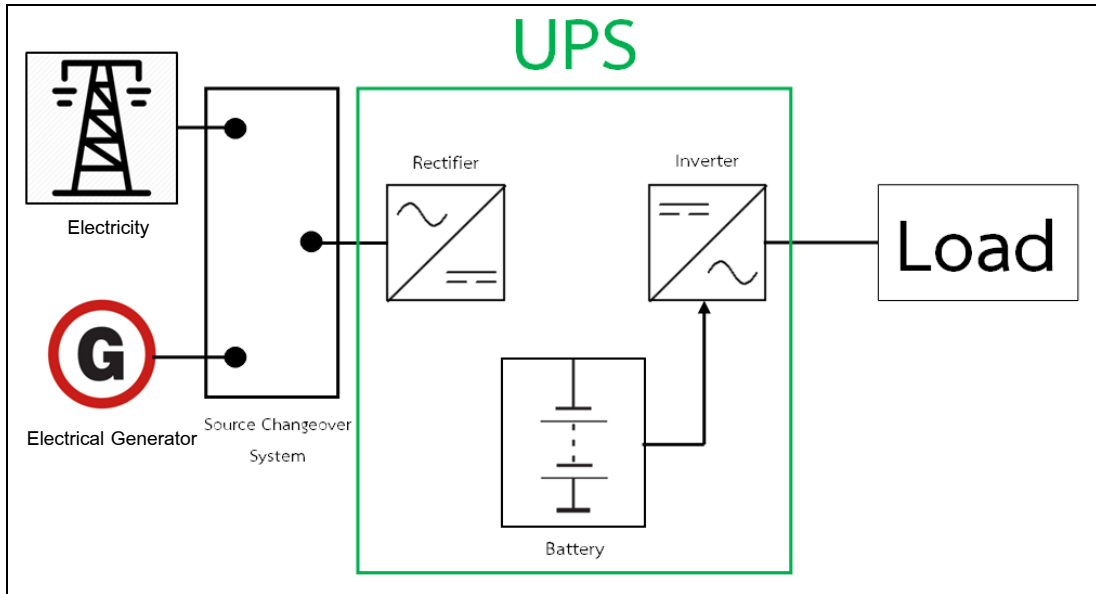 UPS
Rectifier
Inverter
Electricity
Load
G
Electrical Generator
Source Changeover
System
Battery